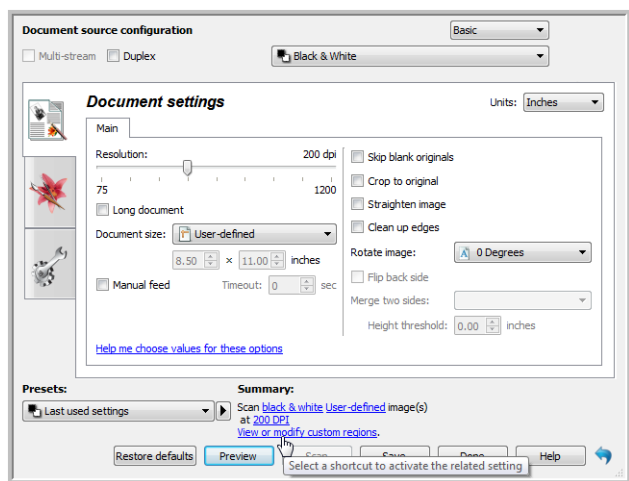 Document source configuration
Basic
Multi-stream
Duplex
Black & White
Document settings
Units:
Inches
Main
Resolution:
200 dpi
75
1200
Long document
Document size:
User-defined
8.50
×
11.00
inches
Manual feed
Timeout:
0
sec
Help me choose values for these options
Skip blank originals
Crop to original
Straighten image
Clean up edges
Rotate image:
0 Degrees
Flip back side
Merge two sides:
Height threshold:
0.00
inches
Presets:
Last used settings
Summary:
Scan black & white User-defined image(s)
at 200 DPI
View or modify custom regions.
Restore defaults
Preview
Help
Select a shortcut to activate the related setting